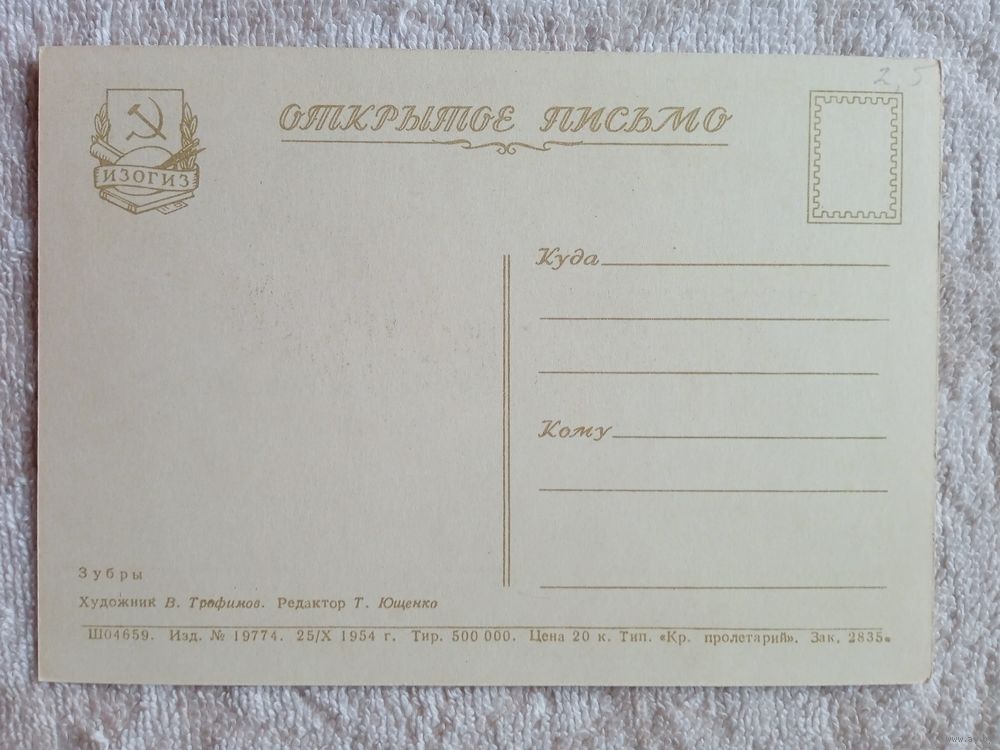 2,5
ОТКРЫТОЕ ПИСЬМО
ИЗОГИЗ
Куда
Кому
Зубры
Художник В. Трофимов. Редактор Т. Ющенко
Ш04659. Изд. № 19774. 25/X 1954 г. Тир. 500 000. Цена 20 к. Тип. «Кр. пролетарий». Зак. 2835.